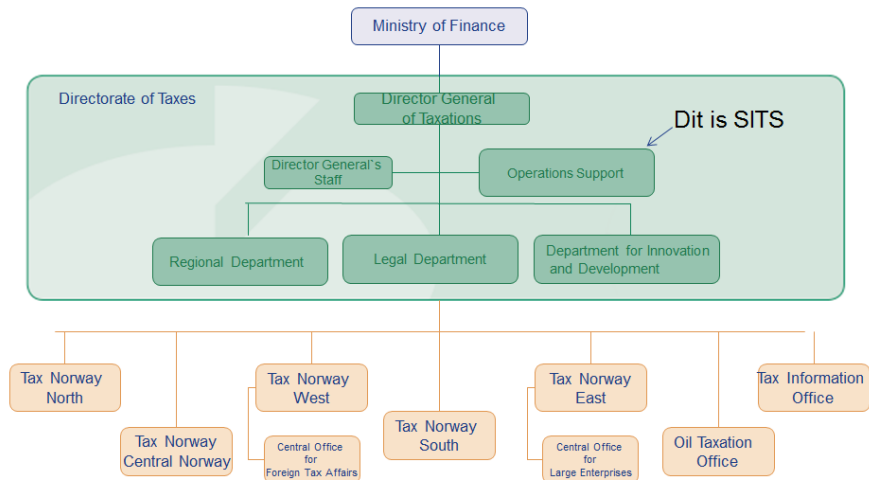 Ministry of Finance
Directorate of Taxes
Director General
of Taxations
Dit is SITS
Director General`s
Staff
Operations Support
Regional Department
Legal Department
Department for Innovation
and Development
Tax Norway
North
Tax Norway
Central Norway
Tax Norway
West
Central Office
for
Foreign Tax Affairs
Tax Norway
South
Tax Norway
East
Central Office
for
Large Enterprises
Oil Taxation
Office
Tax Information
Office